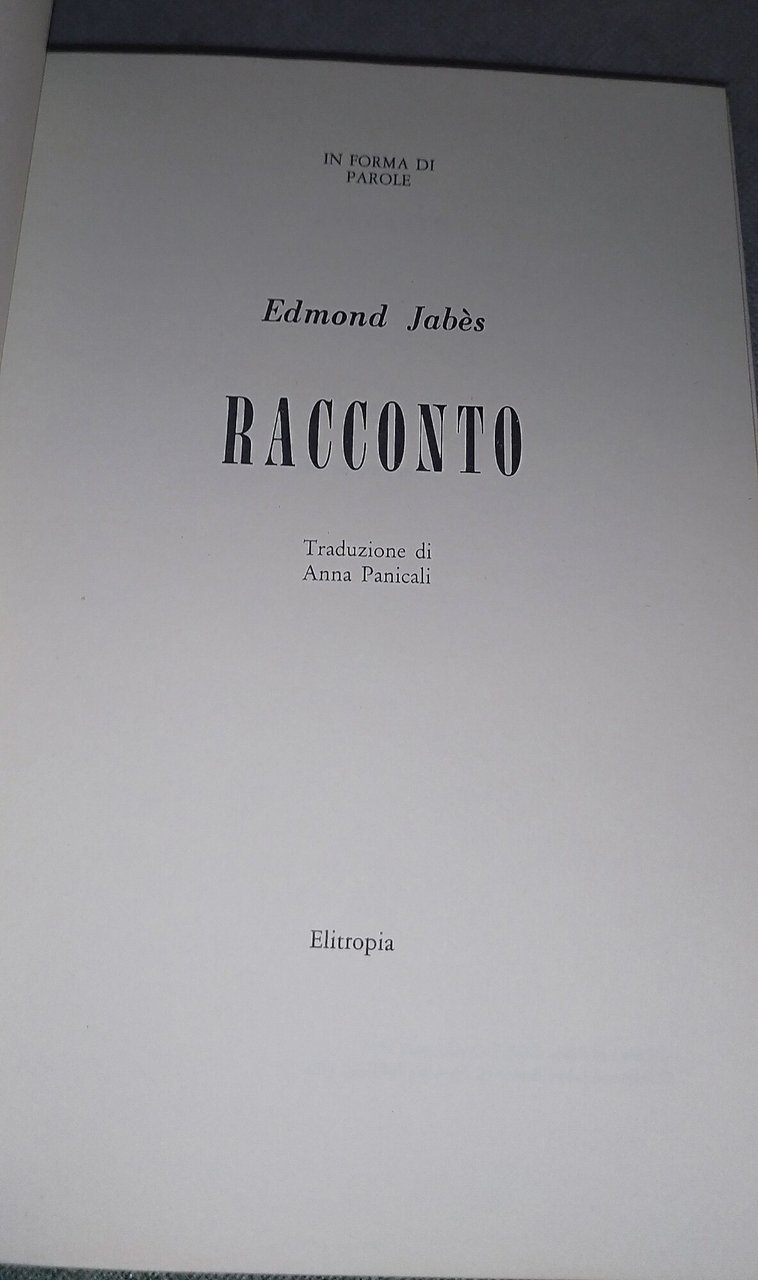 IN FORMA DI
PAROLE
Edmond Jabès
RACCONTO
Traduzione di
Anna Panicali
Elitropia